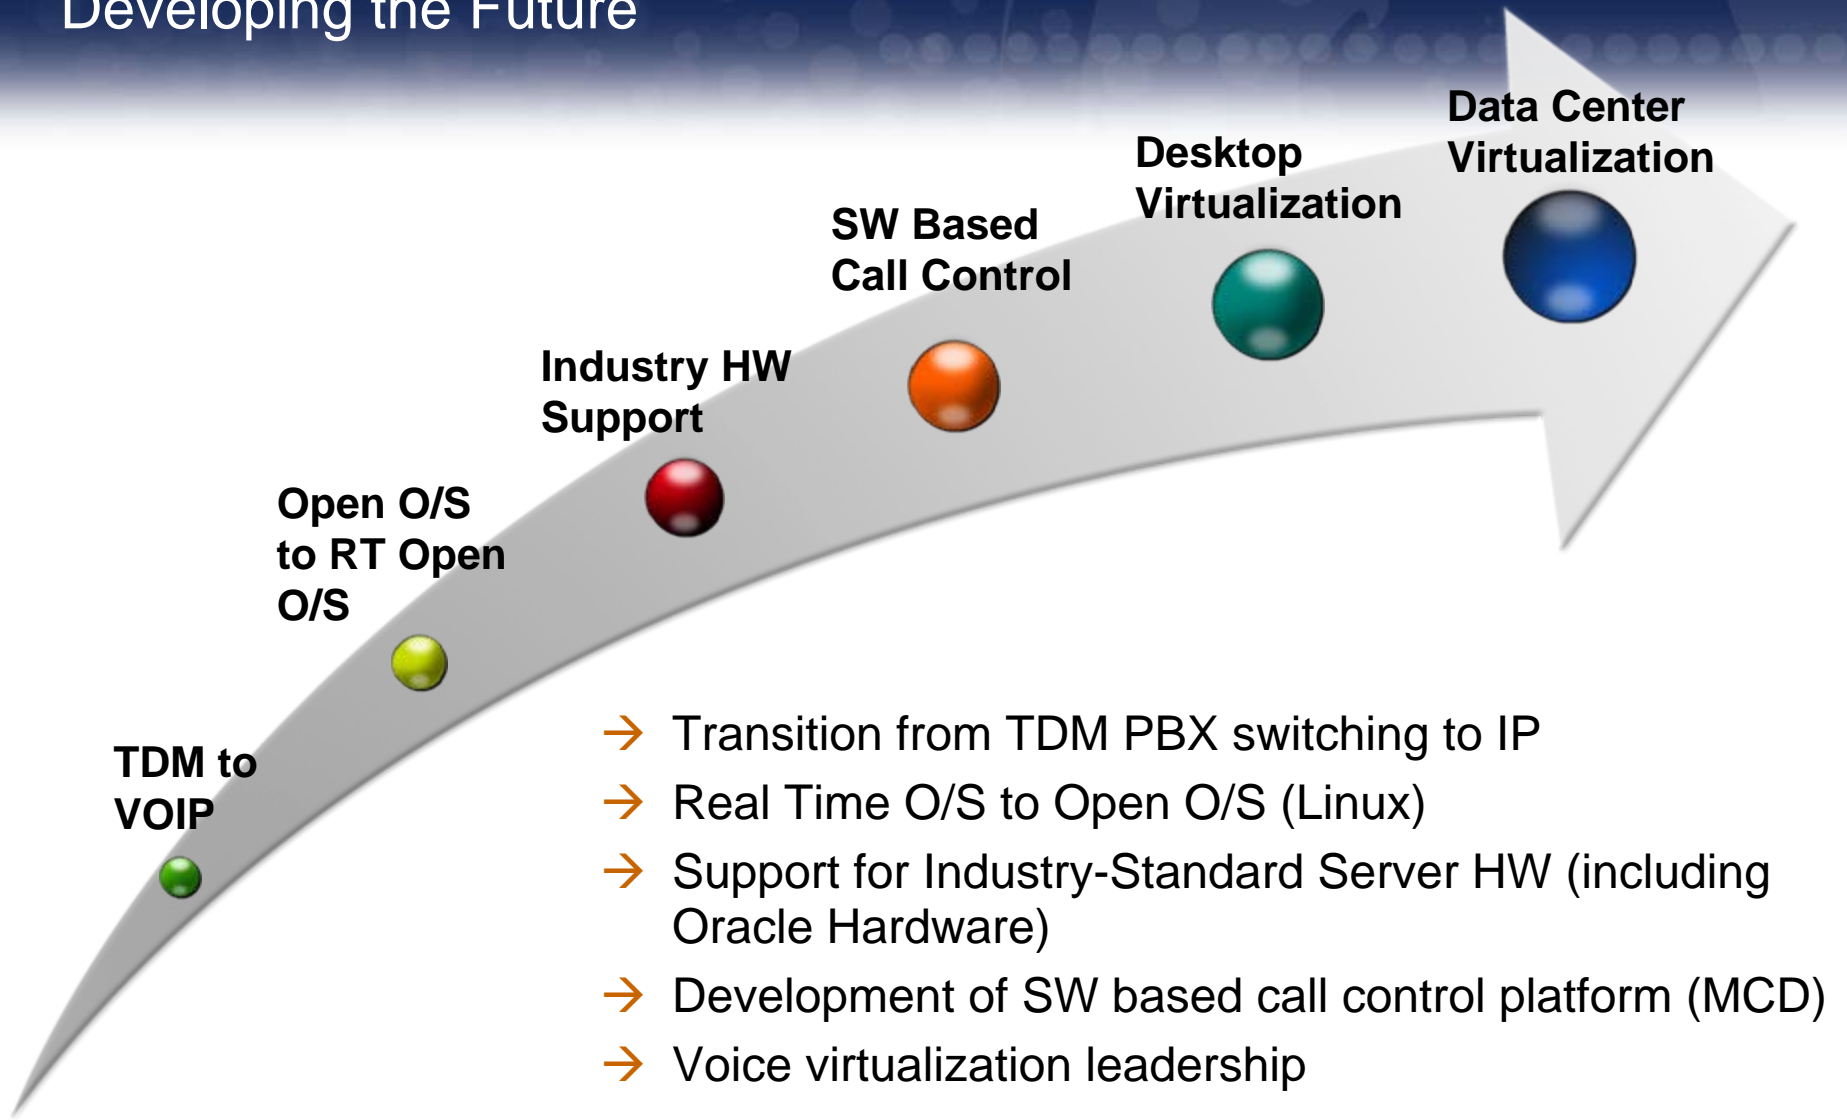 Developing the Future
Data Center
Virtualization
Desktop
Virtualization
SW Based
Call Control
Industry HW
Support
Open O/S
to RT Open
O/S
TDM to
VOIP
→ Transition from TDM PBX switching to IP
→ Real Time O/S to Open O/S (Linux)
→ Support for Industry-Standard Server HW (including
Oracle Hardware)
→ Development of SW based call control platform (MCD)
→ Voice virtualization leadership